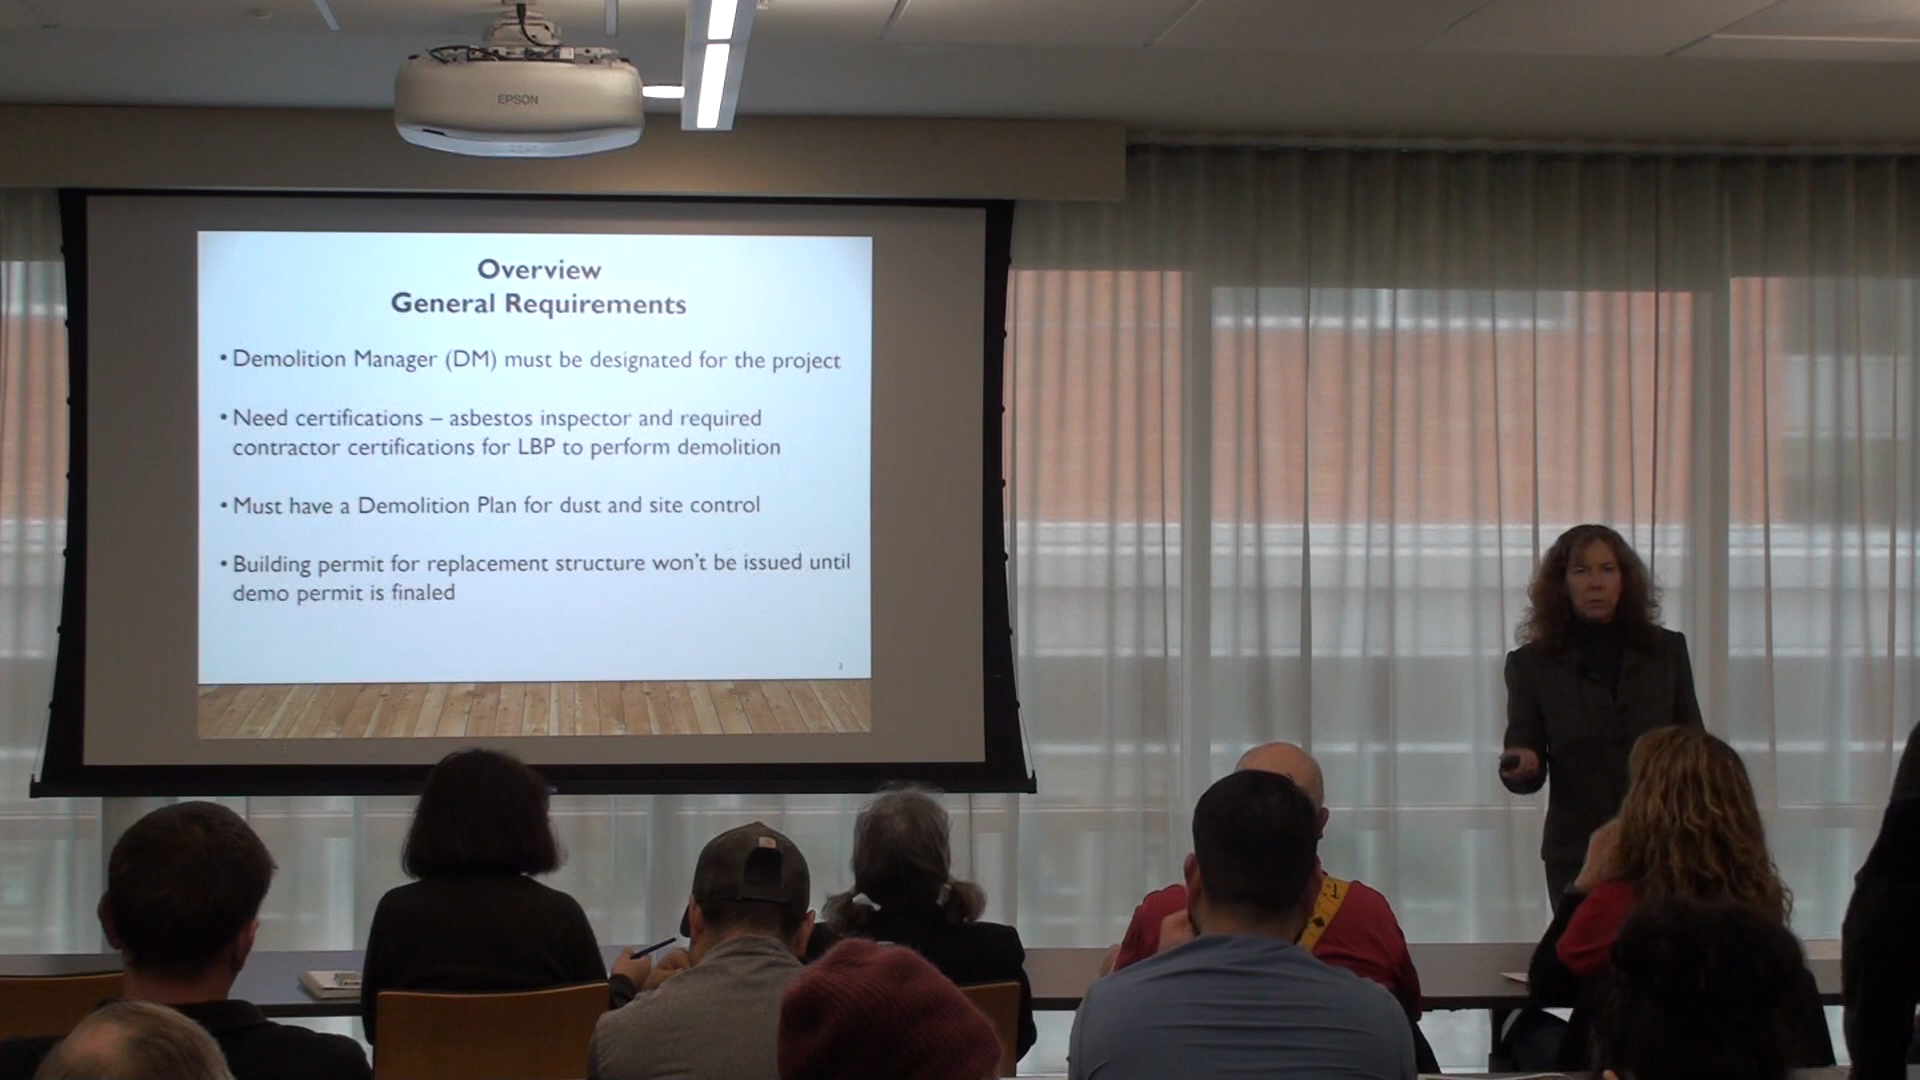 EPSON
Overview
General Requirements
• Demolition Manager (DM) must be designated for the project
• Need certifications – asbestos inspector and required
contractor certifications for LBP to perform demolition
• Must have a Demolition Plan for dust and site control
• Building permit for replacement structure won't be issued until
demo permit is finaled